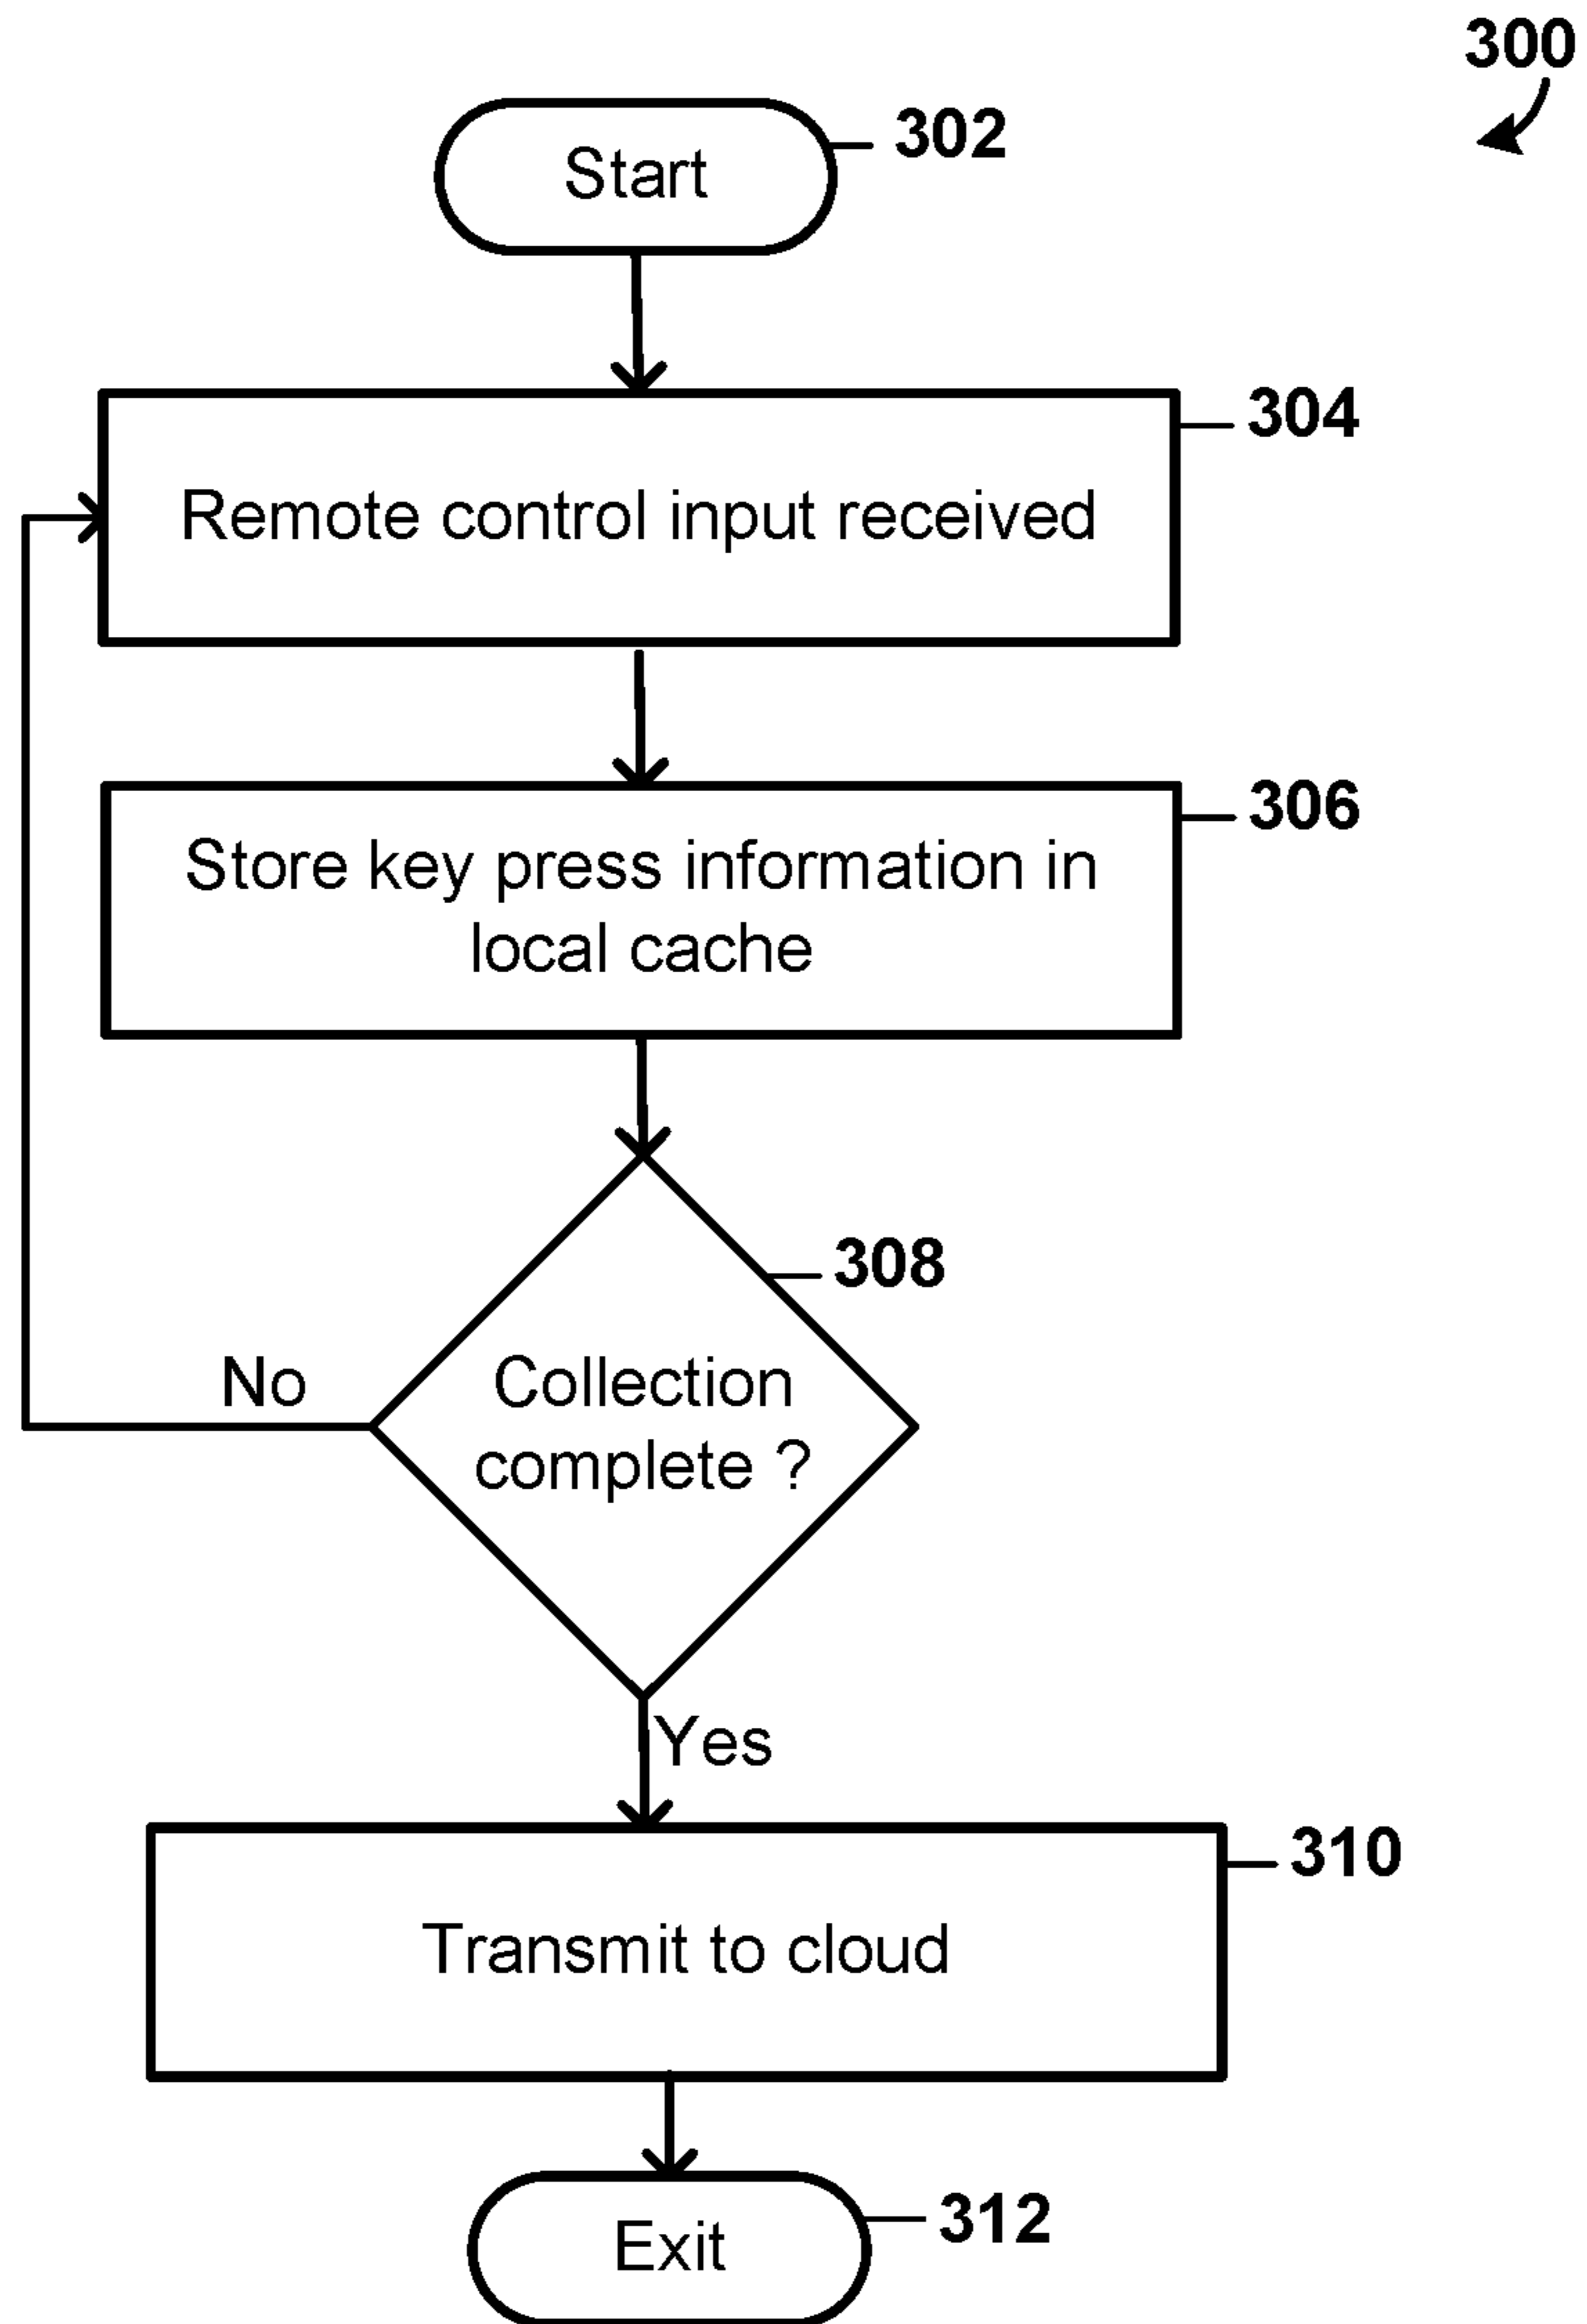 300
Start
302
Remote control input received
304
Store key press information in
local cache
306
Collection
complete ?
308
No
Yes
Transmit to cloud
310
Exit
312